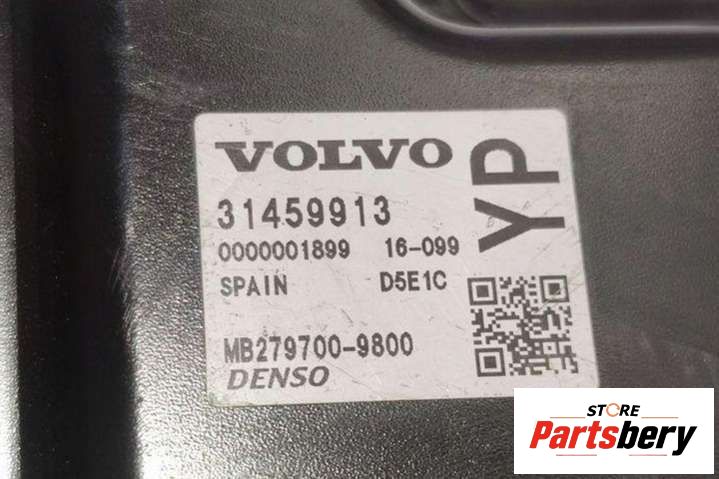 VOLVO
YP
31459913
0000001899 16-099
SPAIN D5E1C
MB279700-9800
DENSO
STORE
Partsbery